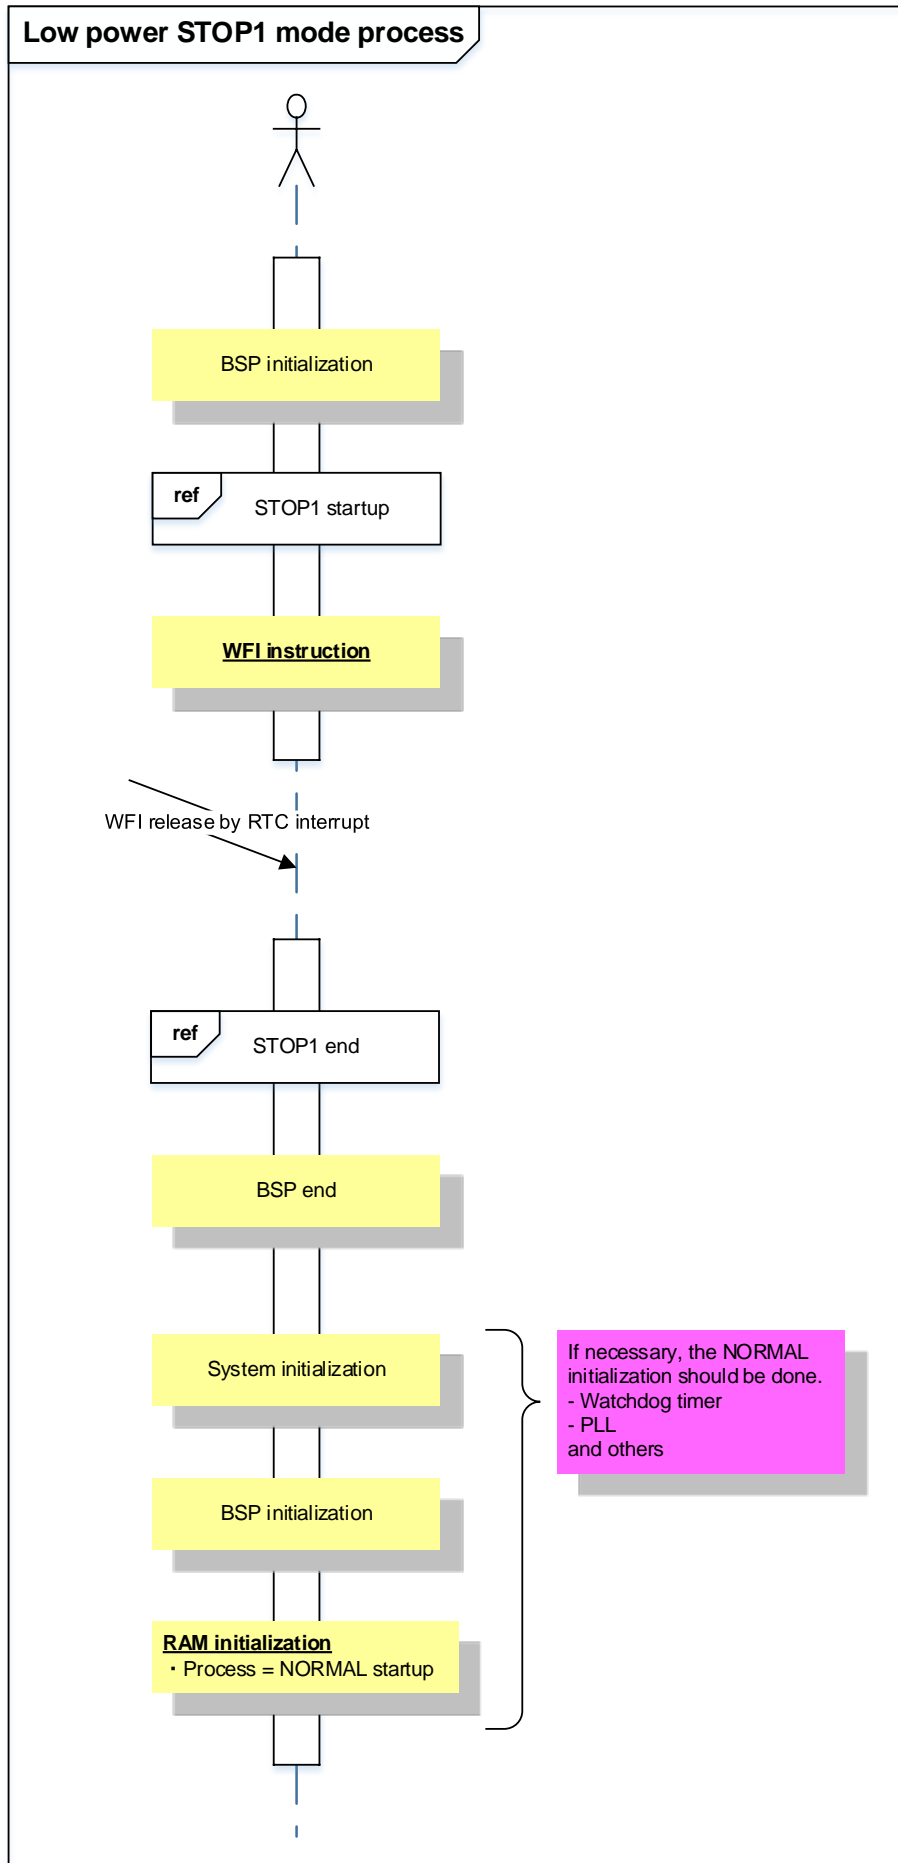 Low power STOP1 mode process
BSP initialization
ref
STOP1 startup
WFI instruction
WFI release by RTC interrupt
ref
STOP1 end
BSP end
System initialization
If necessary, the NORMAL
initialization should be done.
- Watchdog timer
- PLL
and others
BSP initialization
RAM initialization
・Process = NORMAL startup